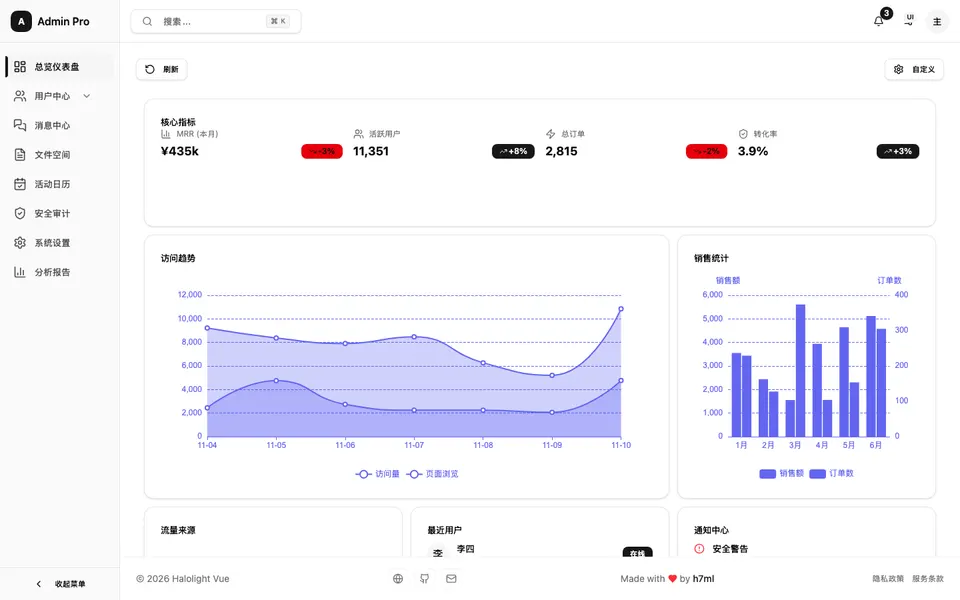 A Admin Pro
搜索... ⌘ K
3
UI
主
总览仪表盘
用户中心
消息中心
文件空间
活动日历
安全审计
系统设置
分析报告
收起菜单
刷新
自定义
核心指标
MRR (本月)
¥435k
-3%
活跃用户
11,351
+8%
总订单
2,815
-2%
转化率
3.9%
+3%
访问趋势
12,000
10,000
8,000
6,000
4,000
2,000
0
11-04 11-05 11-06 11-07 11-08 11-09 11-10
访问量 页面浏览
销售统计
销售额 订单数
6,000 400
5,000
300
4,000
3,000 200
2,000
100
1,000
0 0
1月 2月 3月 4月 5月 6月
销售额 订单数
流量来源
最近用户
李 李四 在线
通知中心
安全警告
© 2026 Halolight Vue
Made with ❤️ by h7ml
隐私政策 服务条款